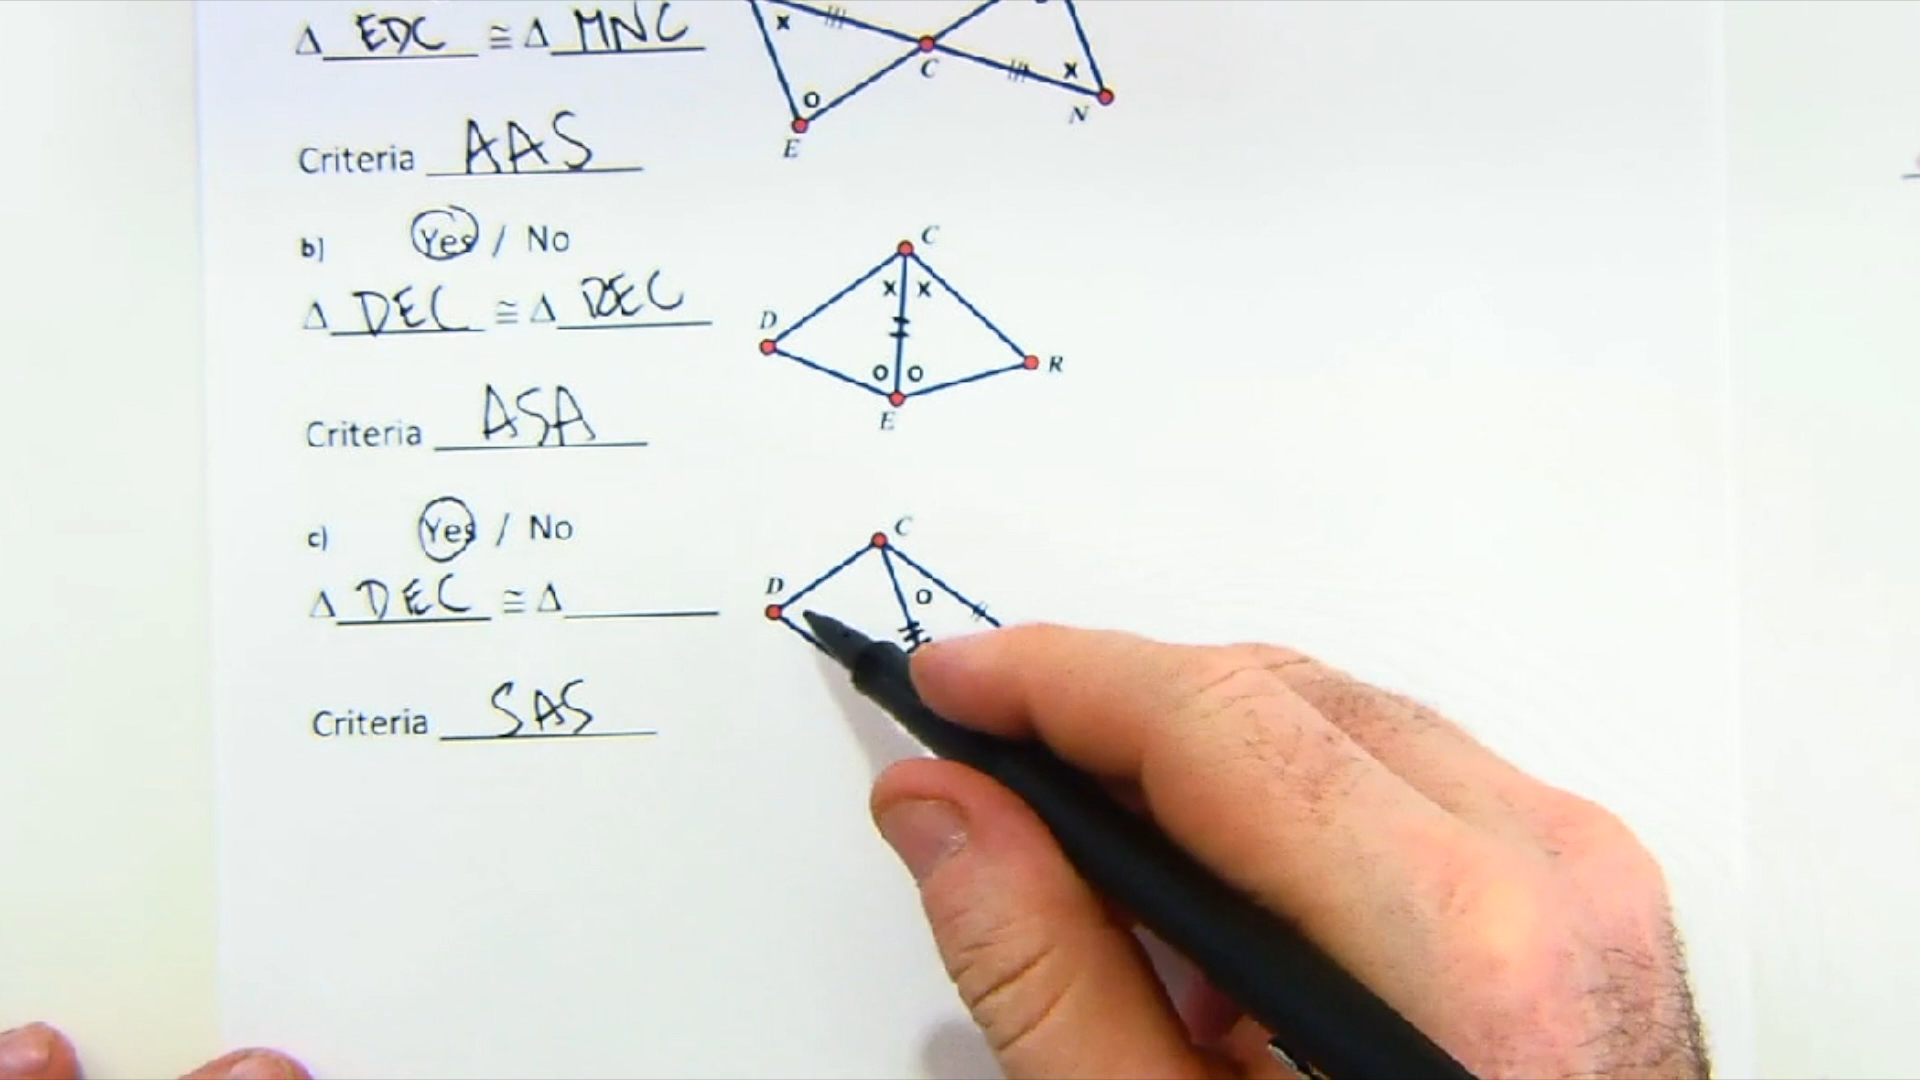 Δ EDC ≅ Δ MNC
x
x
C
N
o
E
Criteria AAS
b) Yes / No
C
Δ DEC ≅ Δ REC
x x
D
R
o o
E
Criteria ASA
c) Yes / No
C
Δ DEC ≅ Δ
D
o
Criteria SAS